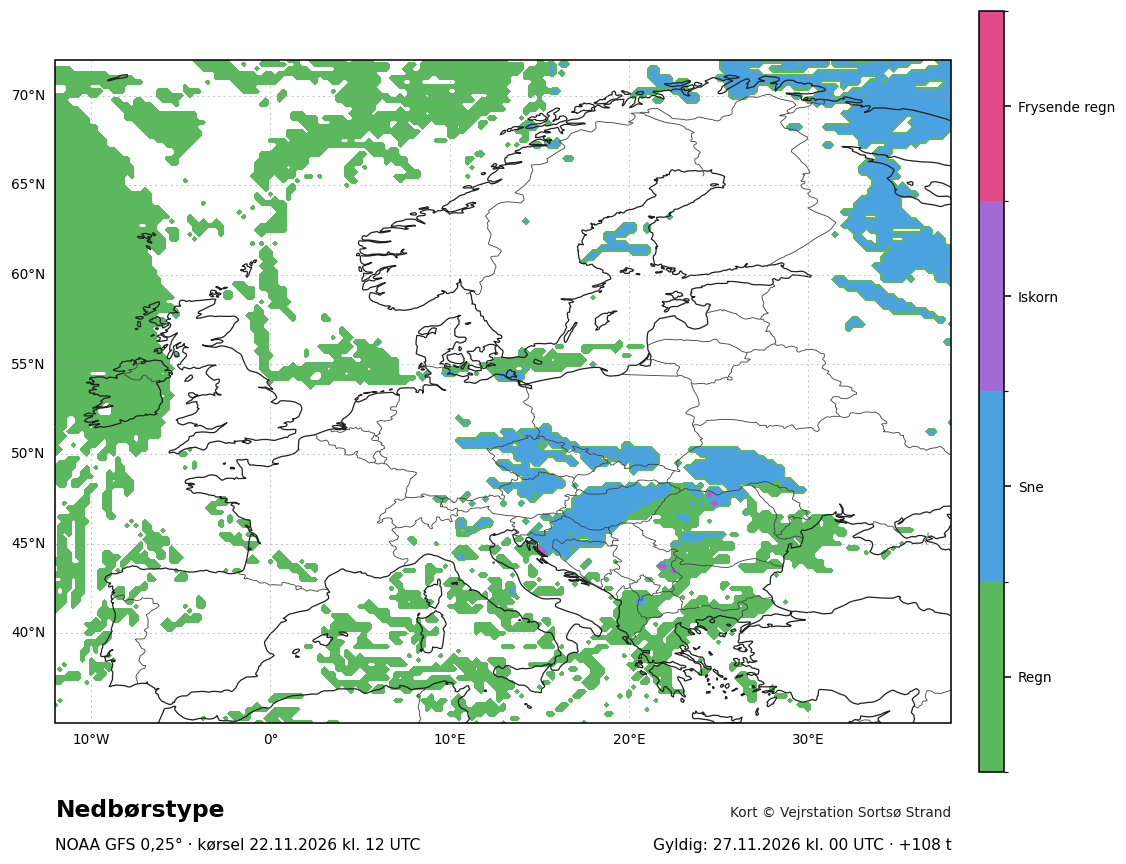 70°N
65°N
60°N
55°N
50°N
45°N
40°N
10°W
0°
10°E
20°E
30°E
Frysende regn
Iskorn
Sne
Regn
Nedbørstype
Kort © Vejrstation Sortsø Strand
NOAA GFS 0,25° · kørsel 22.11.2026 kl. 12 UTC
Gyldig: 27.11.2026 kl. 00 UTC · +108 t